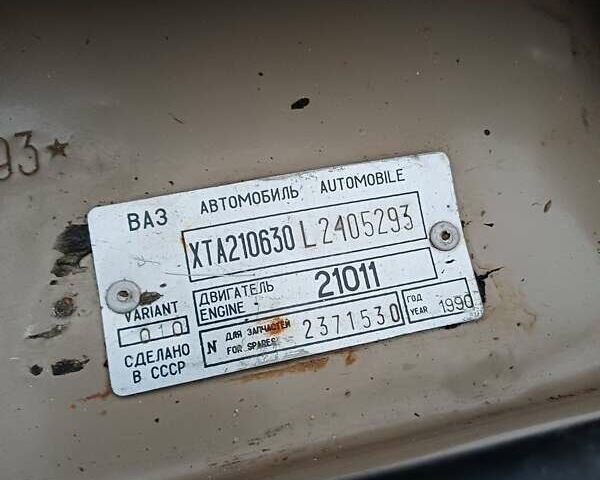 93★
ВАЗ АВТОМОБИЛЬ AUTOMOBILE
XTA210630 L2405293
VARIANT
010
ДВИГАТЕЛЬ
ENGINE
21011
СДЕЛАНО
В СССР
N ДЛЯ ЗАПЧАСТЕЙ
FOR SPARES
2371530
ГОД
YEAR
1990